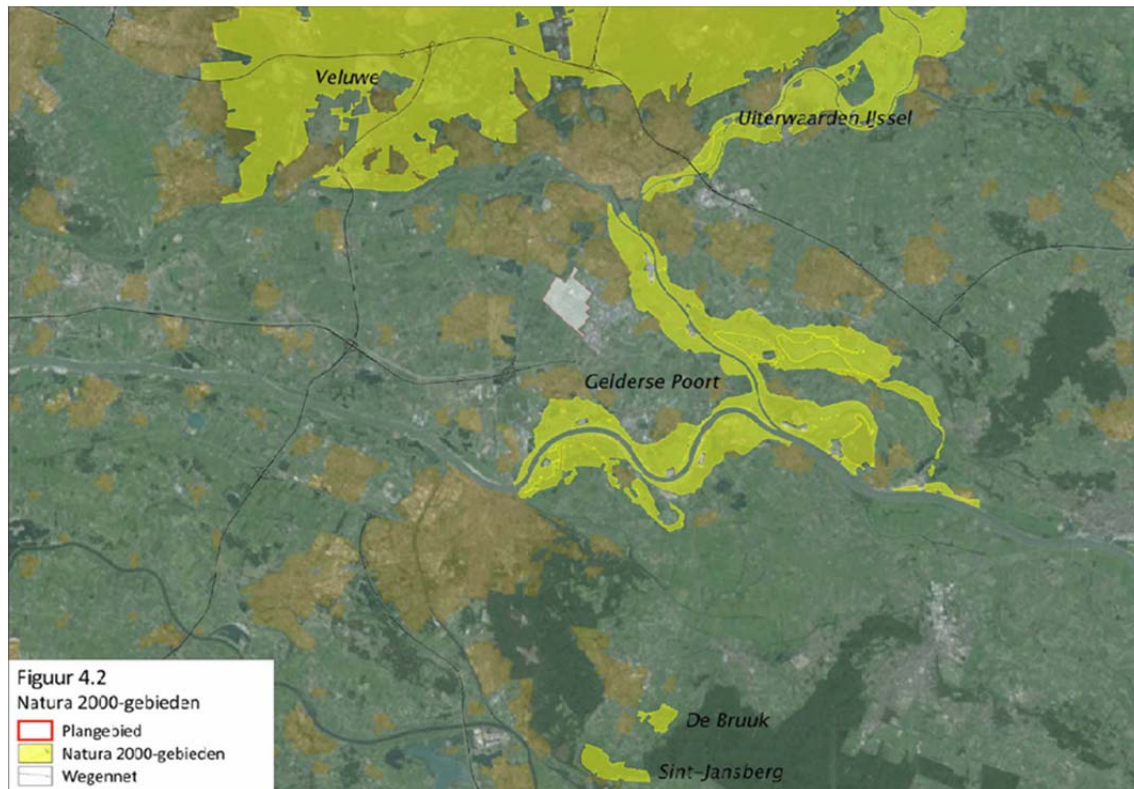 Veluwe
Uiterwaarden IJssel
Gelderse Poort
De Bruuk
Sint-Jansberg
Figuur 4.2
Natura 2000-gebieden
Plangebied
Natura 2000-gebieden
Wegennet